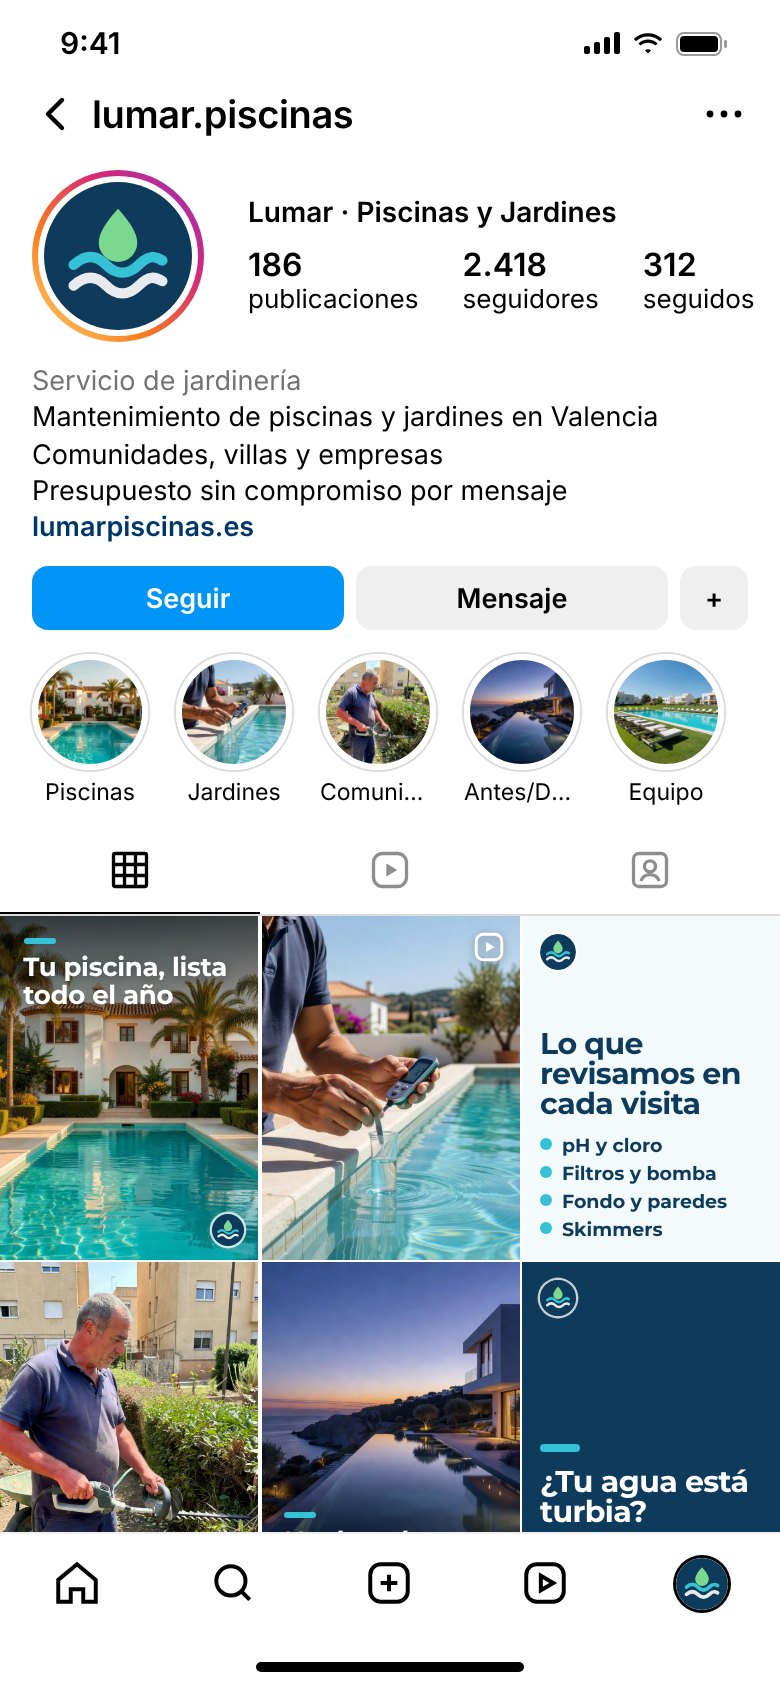 9:41
lumar.piscinas
Lumar · Piscinas y Jardines
186 2.418 312
publicaciones seguidores seguidos
Servicio de jardinería
Mantenimiento de piscinas y jardines en Valencia
Comunidades, villas y empresas
Presupuesto sin compromiso por mensaje
lumarpiscinas.es
Seguir Mensaje +
Piscinas Jardines Comuni... Antes/D... Equipo
Tu piscina, lista
todo el año
Lo que
revisamos en
cada visita
pH y cloro
Filtros y bomba
Fondo y paredes
Skimmers
¿Tu agua está
turbia?